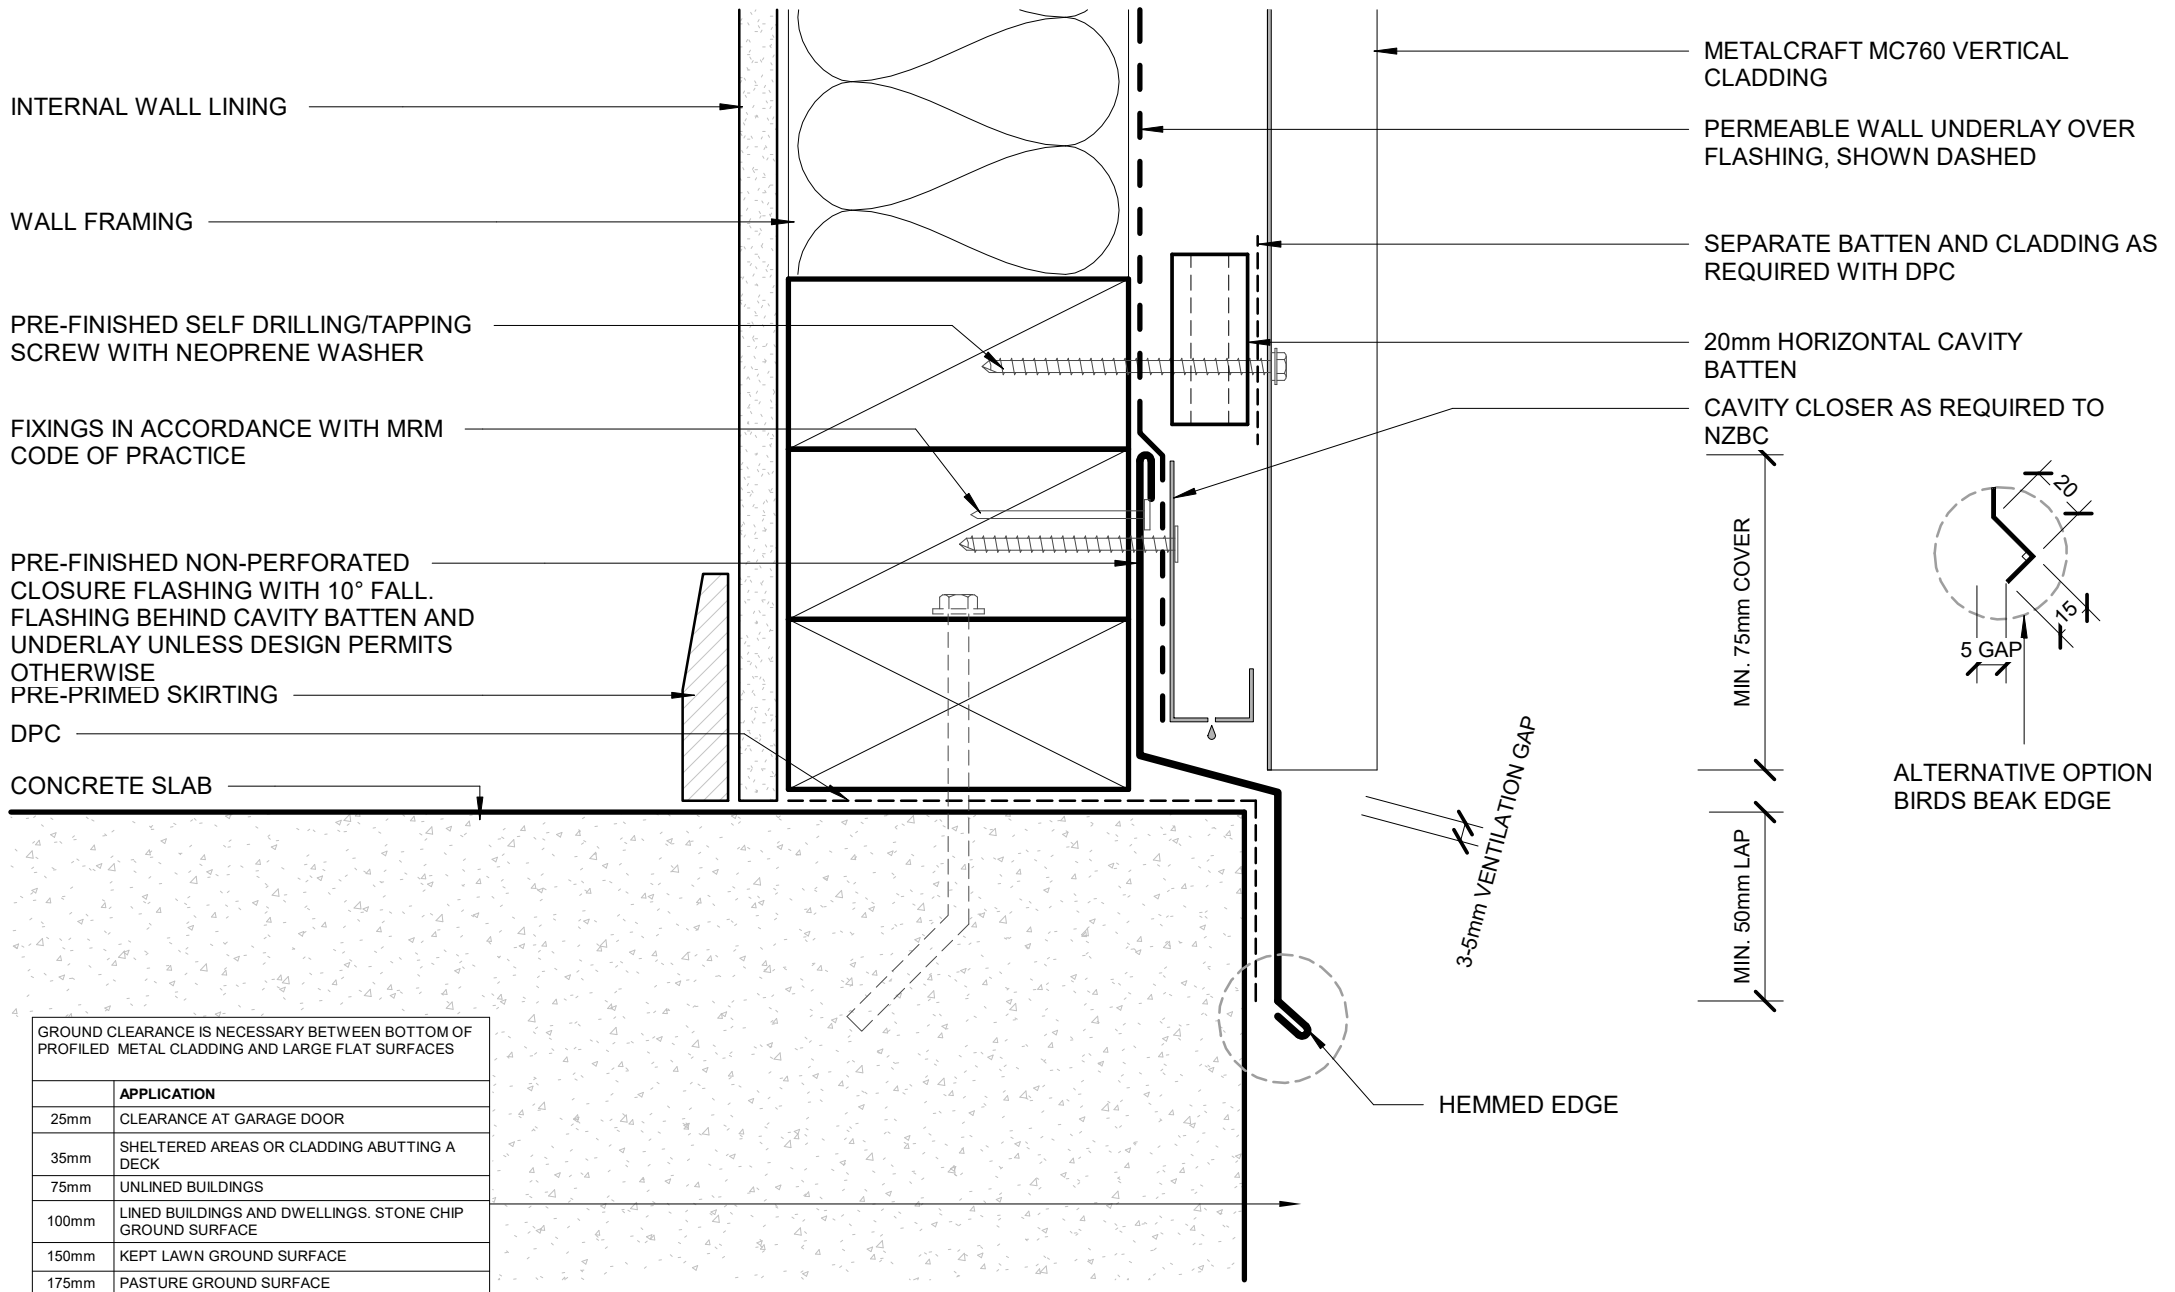 INTERNAL WALL LINING
WALL FRAMING
PRE-FINISHED SELF DRILLING/TAPPING
SCREW WITH NEOPRENE WASHER
FIXINGS IN ACCORDANCE WITH MRM
CODE OF PRACTICE
PRE-FINISHED NON-PERFORATED
CLOSURE FLASHING WITH 10° FALL.
FLASHING BEHIND CAVITY BATTEN AND
UNDERLAY UNLESS DESIGN PERMITS
OTHERWISE
PRE-PRIMED SKIRTING
DPC
CONCRETE SLAB
METALCRAFT MC760 VERTICAL
CLADDING
PERMEABLE WALL UNDERLAY OVER
FLASHING, SHOWN DASHED
SEPARATE BATTEN AND CLADDING AS
REQUIRED WITH DPC
20mm HORIZONTAL CAVITY
BATTEN
CAVITY CLOSER AS REQUIRED TO
NZBC
MIN. 75mm COVER
20
15
5 GAP
ALTERNATIVE OPTION
BIRDS BEAK EDGE
3-5mm VENTILATION GAP
MIN. 50mm LAP
HEMMED EDGE
GROUND CLEARANCE IS NECESSARY BETWEEN BOTTOM OF
PROFILED METAL CLADDING AND LARGE FLAT SURFACES
APPLICATION
25mm CLEARANCE AT GARAGE DOOR
35mm SHELTERED AREAS OR CLADDING ABUTTING A
DECK
75mm UNLINED BUILDINGS
100mm LINED BUILDINGS AND DWELLINGS. STONE CHIP
GROUND SURFACE
150mm KEPT LAWN GROUND SURFACE
175mm PASTURE GROUND SURFACE